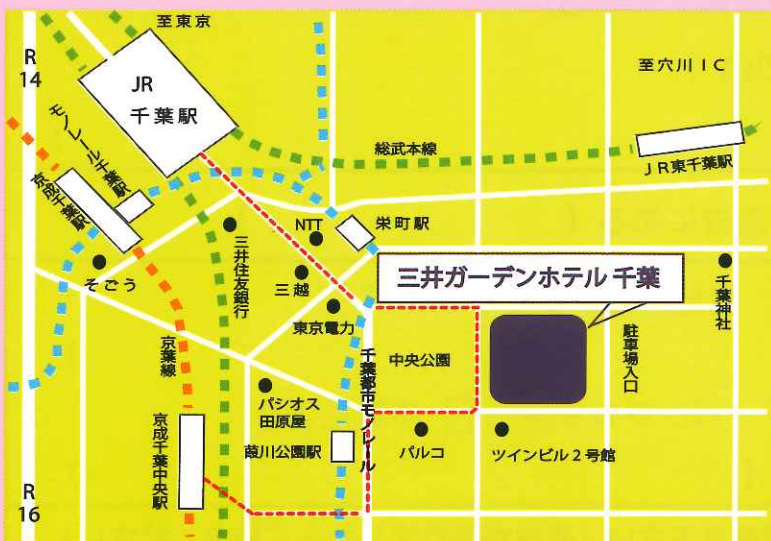 至東京
R
14
JR
千葉駅
至穴川IC
モノレール千葉駅
京成千葉駅
総武本線
JR東千葉駅
栄町駅
NTT
三井住友銀行
三越
そごう
三井ガーデンホテル 千葉
千葉神社
東京電力
京葉線
千葉都市モノレール
中央公園
駐車場入口
パシオス
田原屋
京成千葉中央駅
葭川公園駅
パルコ
ツインビル2号館
R
16